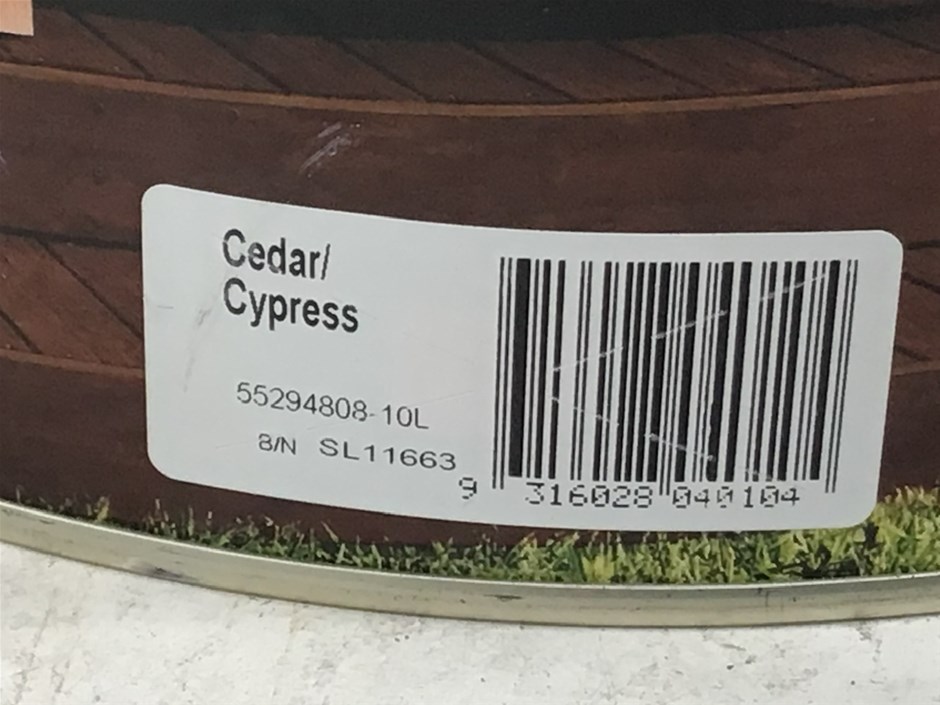 Cedar/
Cypress
55294808-10L
B/N SL11663
9 316028 040104